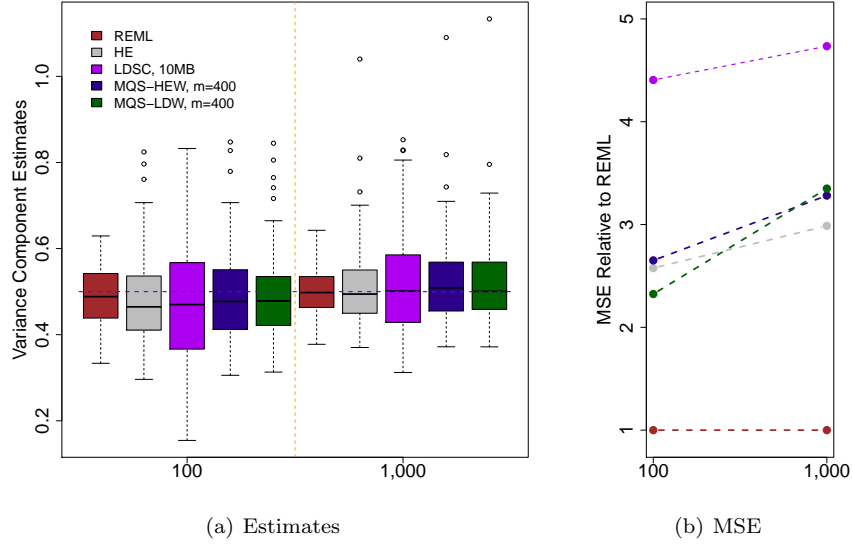 REML
HE
LDSC, 10MB
MQS−HEW, m=400
MQS−LDW, m=400
Variance Component Estimates
0.2
0.4
0.6
0.8
1.0
100
1,000
(a) Estimates
MSE Relative to REML
1
2
3
4
5
100
1,000
(b) MSE